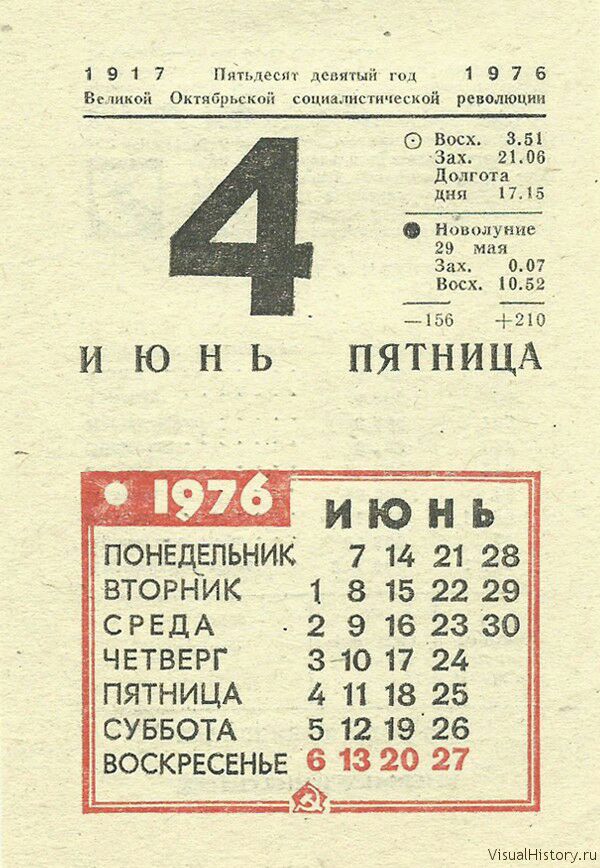 1917 Пятьдесят девятый год 1976
Великой Октябрьской социалистической революции
4
Восх. 3.51
Зах. 21.06
Долгота
дня 17.15
Новолуние
29 мая
Зах. 0.07
Восх. 10.52
—156 +210
ИЮНЬ ПЯТНИЦА
1976 ИЮНЬ
ПОНЕДЕЛЬНИК 7 14 21 28
ВТОРНИК 1 8 15 22 29
СРЕДА 2 9 16 23 30
ЧЕТВЕРГ 3 10 17 24
ПЯТНИЦА 4 11 18 25
СУББОТА 5 12 19 26
ВОСКРЕСЕНЬЕ 6 13 20 27
VisualHistory.ru